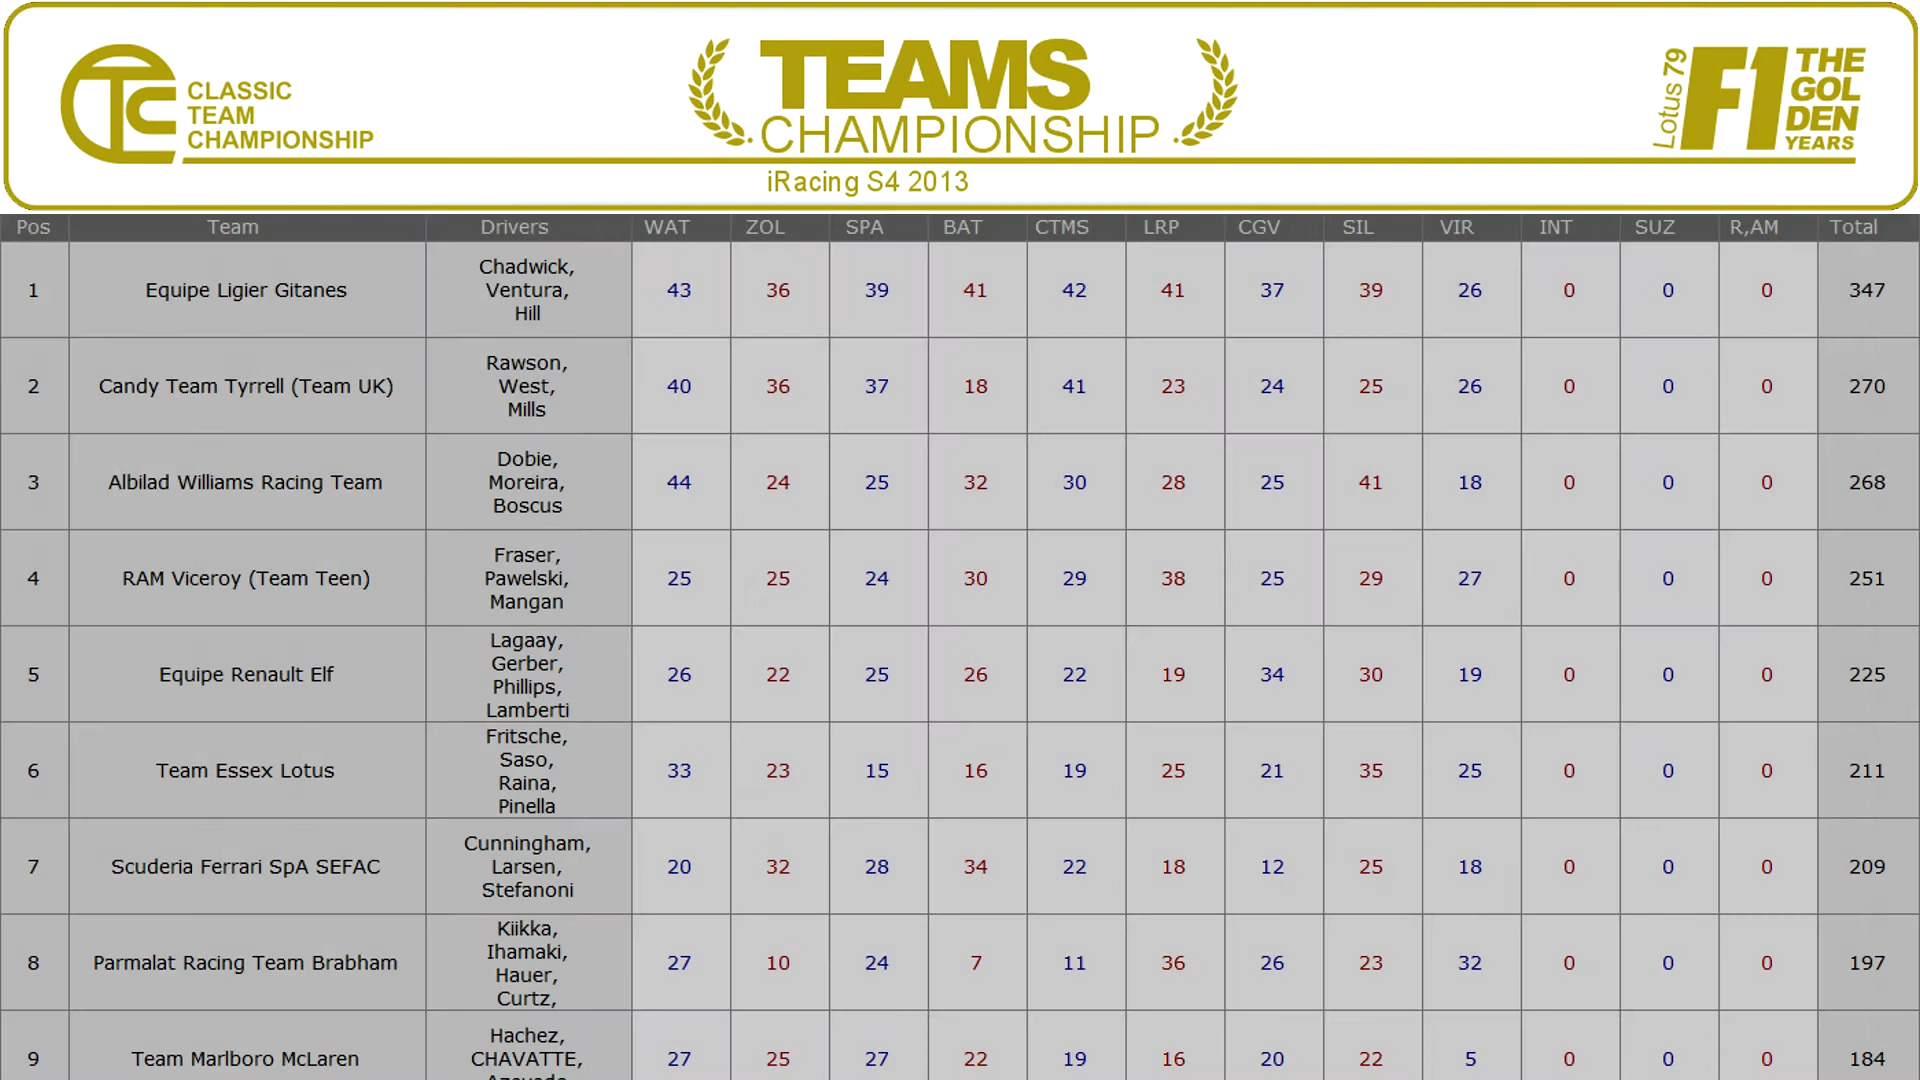 CLASSIC
TEAM
CHAMPIONSHIP
TEAMS
CHAMPIONSHIP
iRacing S4 2013
Lotus 79
F1
THE
GOL
DEN
YEARS
Pos Team Drivers WAT ZOL SPA BAT CTMS LRP CGV SIL VIR INT SUZ R,AM Total
1 Equipe Ligier Gitanes Chadwick, Ventura, Hill 43 36 39 41 42 41 37 39 26 0 0 0 347
2 Candy Team Tyrrell (Team UK) Rawson, West, Mills 40 36 37 18 41 23 24 25 26 0 0 0 270
3 Albilad Williams Racing Team Dobie, Moreira, Boscus 44 24 25 32 30 28 25 41 18 0 0 0 268
4 RAM Viceroy (Team Teen) Fraser, Pawelski, Mangan 25 25 24 30 29 38 25 29 27 0 0 0 251
5 Equipe Renault Elf Lagaay, Gerber, Phillips, Lamberti 26 22 25 26 22 19 34 30 19 0 0 0 225
6 Team Essex Lotus Fritsche, Saso, Raina, Pinella 33 23 15 16 19 25 21 35 25 0 0 0 211
7 Scuderia Ferrari SpA SEFAC Cunningham, Larsen, Stefanoni 20 32 28 34 22 18 12 25 18 0 0 0 209
8 Parmalat Racing Team Brabham Kiikka, Ihamaki, Hauer, Curtz, 27 10 24 7 11 36 26 23 32 0 0 0 197
9 Team Marlboro McLaren Hachez, CHAVATTE, 27 25 27 22 19 16 20 22 5 0 0 0 184